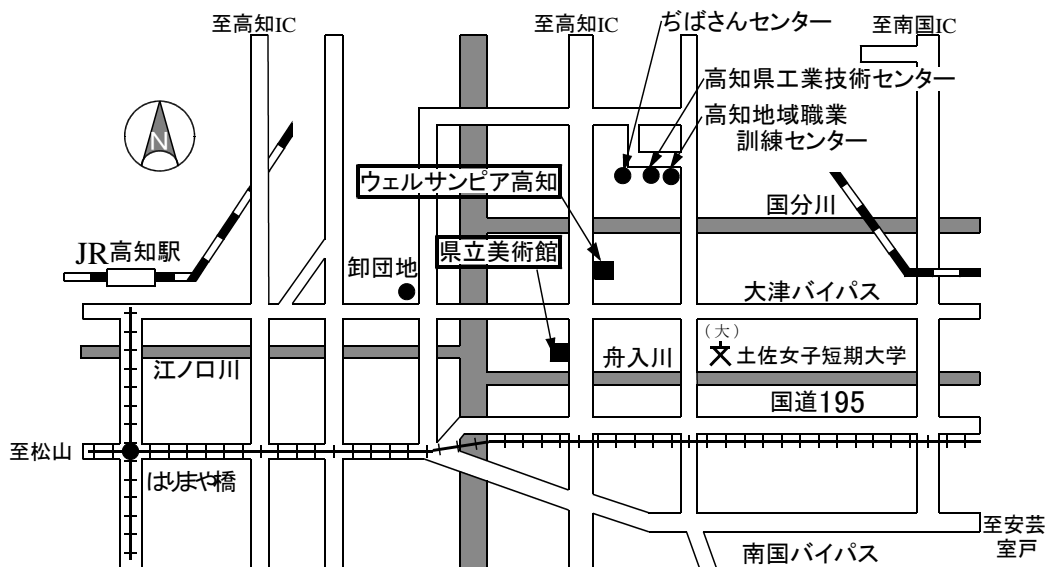 至高知IC
至高知IC
ぢばさんセンター
至南国IC
高知県工業技術センター
高知地域職業
訓練センター
N
ウェルサンピア高知
国分川
JR高知駅
県立美術館
卸団地
大津バイパス
(大)
江ノ口川
舟入川
土佐女子短期大学
国道195
至松山
はりまや橋
南国バイパス
至安芸
室戸